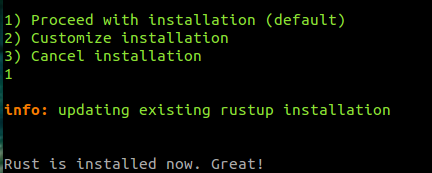 1) Proceed with installation (default)
2) Customize installation
3) Cancel installation
1
info: updating existing rustup installation
Rust is installed now. Great!